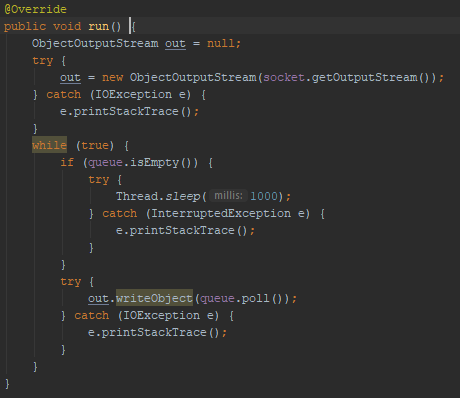 @Override
public void run() {
    ObjectOutputStream out = null;
    try {
        out = new ObjectOutputStream(socket.getOutputStream());
    } catch (IOException e) {
        e.printStackTrace();
    }
    while (true) {
        if (queue.isEmpty()) {
            try {
                Thread.sleep( millis: 1000);
            } catch (InterruptedException e) {
                e.printStackTrace();
            }
        }
        try {
            out.writeObject(queue.poll());
        } catch (IOException e) {
            e.printStackTrace();
        }
    }
}